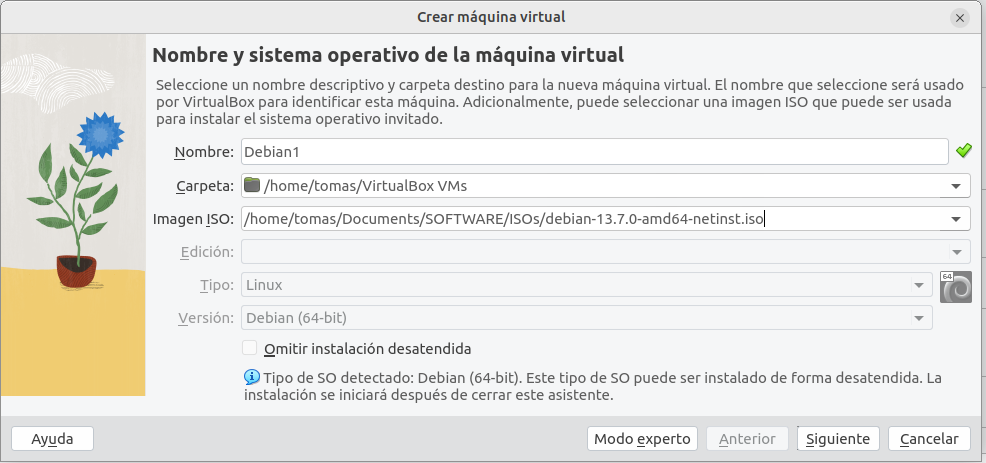 Crear máquina virtual
Nombre y sistema operativo de la máquina virtual
Seleccione un nombre descriptivo y carpeta destino para la nueva máquina virtual. El nombre que seleccione será usado
por VirtualBox para identificar esta máquina. Adicionalmente, puede seleccionar una imagen ISO que puede ser usada
para instalar el sistema operativo invitado.
Nombre: Debian1
Carpeta: /home/tomas/VirtualBox VMs
Imagen ISO: /home/tomas/Documents/SOFTWARE/ISOs/debian-13.7.0-amd64-netinst.iso
Edición:
Tipo: Linux 64
Versión: Debian (64-bit)
Omitir instalación desatendida
Tipo de SO detectado: Debian (64-bit). Este tipo de SO puede ser instalado de forma desatendida. La
instalación se iniciará después de cerrar este asistente.
Ayuda Modo experto Anterior Siguiente Cancelar